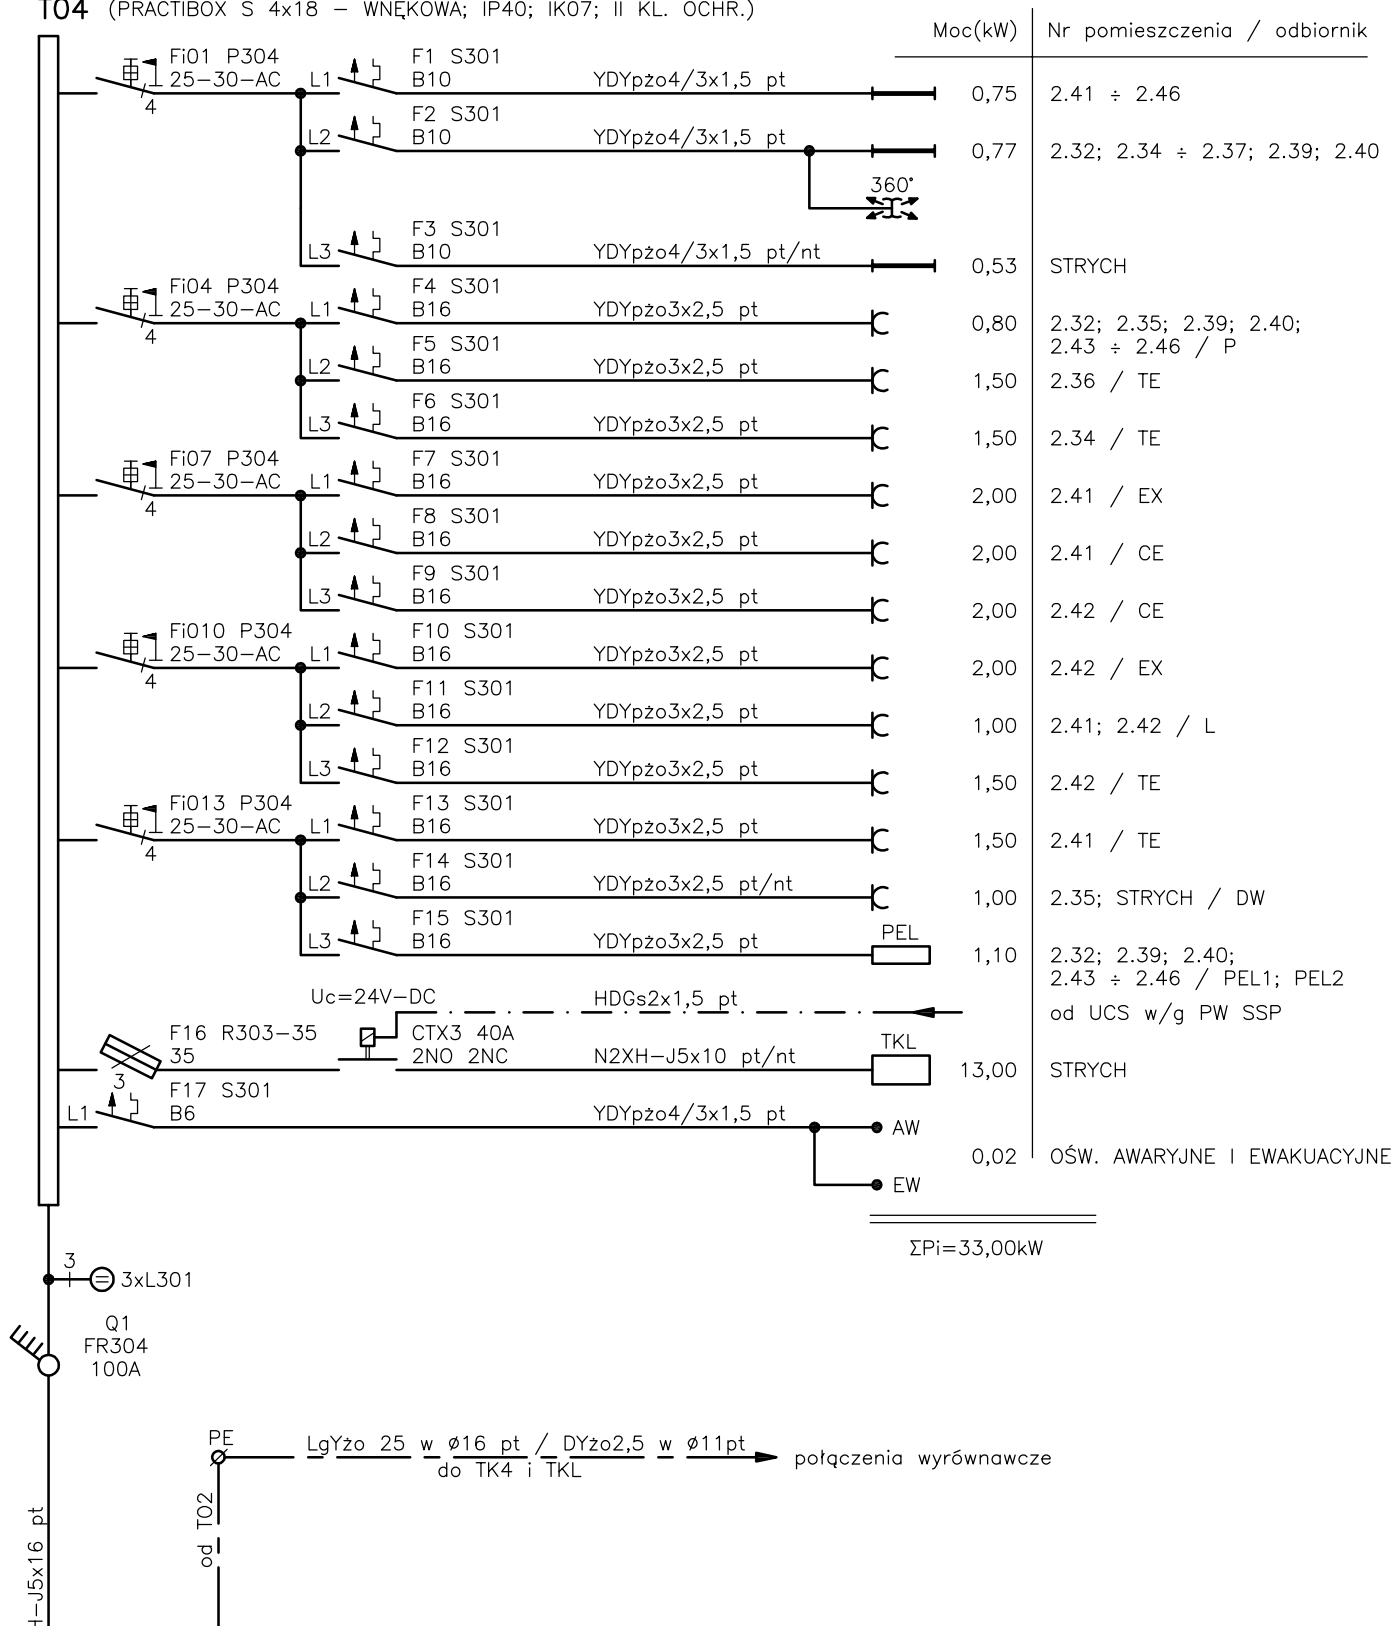 TO4 (PRACTIBOX S 4x18 – WNĘKOWA; IP40; IK07; II KL. OCHR.)
Moc(kW) Nr pomieszczenia / odbiornik
Fi01 P304 F1 S301
25–30–AC L1 B10 YDYpżo4/3x1,5 pt 0,75 2.41 ÷ 2.46
4
F2 S301
L2 B10 YDYpżo4/3x1,5 pt 0,77 2.32; 2.34 ÷ 2.37; 2.39; 2.40
360°
F3 S301
L3 B10 YDYpżo4/3x1,5 pt/nt 0,53 STRYCH
Fi04 P304 F4 S301
25–30–AC L1 B16 YDYpżo3x2,5 pt 0,80 2.32; 2.35; 2.39; 2.40;
4 2.43 ÷ 2.46 / P
F5 S301
L2 B16 YDYpżo3x2,5 pt 1,50 2.36 / TE
F6 S301
L3 B16 YDYpżo3x2,5 pt 1,50 2.34 / TE
Fi07 P304 F7 S301
25–30–AC L1 B16 YDYpżo3x2,5 pt 2,00 2.41 / EX
4
F8 S301
L2 B16 YDYpżo3x2,5 pt 2,00 2.41 / CE
F9 S301
L3 B16 YDYpżo3x2,5 pt 2,00 2.42 / CE
Fi010 P304 F10 S301
25–30–AC L1 B16 YDYpżo3x2,5 pt 2,00 2.42 / EX
4
F11 S301
L2 B16 YDYpżo3x2,5 pt 1,00 2.41; 2.42 / L
F12 S301
L3 B16 YDYpżo3x2,5 pt 1,50 2.42 / TE
Fi013 P304 F13 S301
25–30–AC L1 B16 YDYpżo3x2,5 pt 1,50 2.41 / TE
4
F14 S301
L2 B16 YDYpżo3x2,5 pt/nt 1,00 2.35; STRYCH / DW
F15 S301
L3 B16 YDYpżo3x2,5 pt PEL 1,10 2.32; 2.39; 2.40;
2.43 ÷ 2.46 / PEL1; PEL2
Uc=24V–DC HDGs2x1,5 pt od UCS w/g PW SSP
F16 R303–35 CTX3 40A TKL
35 2NO 2NC N2XH–J5x10 pt/nt 13,00 STRYCH
3
F17 S301
L1 B6 YDYpżo4/3x1,5 pt AW
0,02 OŚW. AWARYJNE I EWAKUACYJNE
EW
ΣPi=33,00kW
3
3xL301
Q1
FR304
100A
PE
LgYżo 25 w ø16 pt / DYżo2,5 w ø11pt połączenia wyrównawcze
do TK4 i TKL
od TO2
H–J5x16 pt